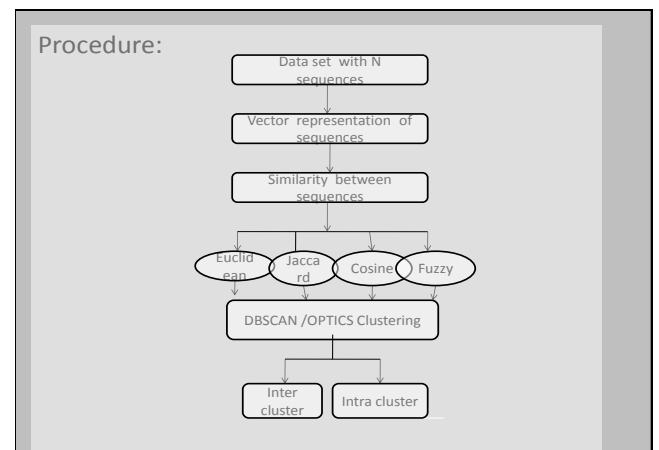 Procedure:
Data set with N
sequences
Vector representation of
sequences
Similarity between
sequences
Euclid
ean
Jacca
rd
Cosine
Fuzzy
DBSCAN /OPTICS Clustering
Inter
cluster
Intra cluster